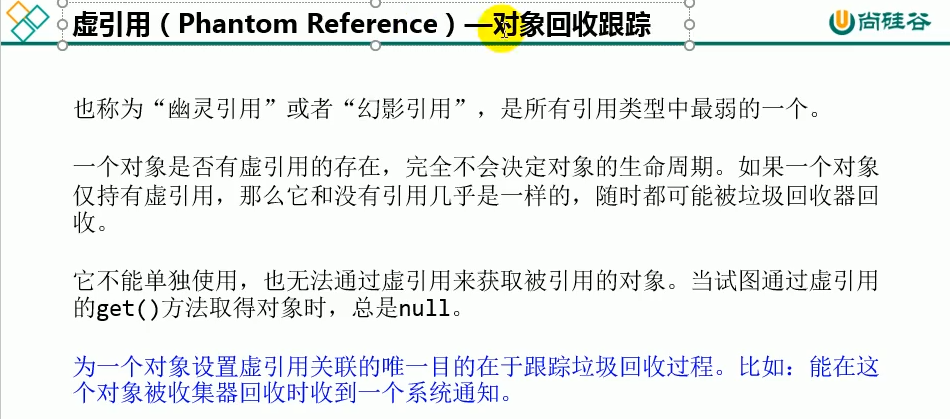 虚引用（Phantom Reference）—对象回收跟踪
尚硅谷
也称为“幽灵引用”或者“幻影引用”，是所有引用类型中最弱的一个。
一个对象是否有虚引用的存在，完全不会决定对象的生命周期。如果一个对象
仅持有虚引用，那么它和没有引用几乎是一样的，随时都可能被垃圾回收器回
收。
它不能单独使用，也无法通过虚引用来获取被引用的对象。当试图通过虚引用
的get()方法取得对象时，总是null。
为一个对象设置虚引用关联的唯一目的在于跟踪垃圾回收过程。比如：能在这
个对象被收集器回收时收到一个系统通知。